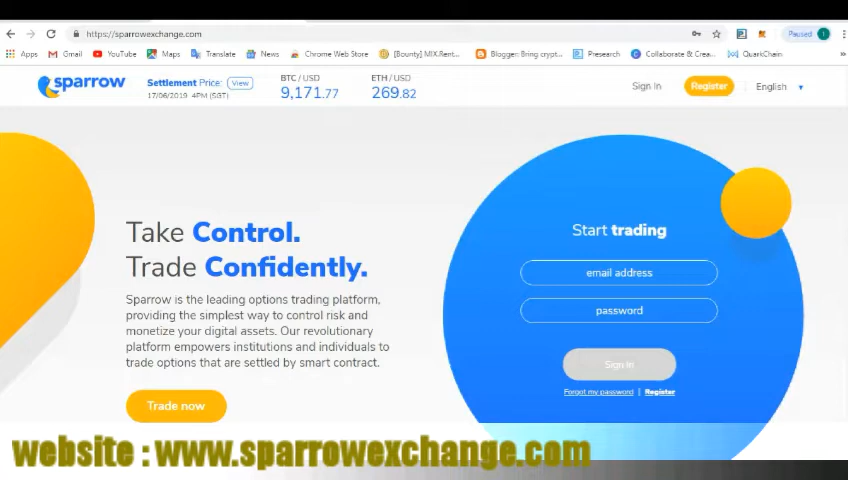 https://sparrowexchange.com
Paused
Apps Gmail YouTube Maps Translate News Chrome Web Store [Bounty] MIX.Rent... Blogger: Bring crypt... Presearch Collaborate & Crea... QuarkChain
sparrow
Settlement Price: View
17/06/2019 4PM (SGT)
BTC / USD
9,171.77
ETH / USD
269.82
Sign In
Register
English
Take Control.
Trade Confidently.
Sparrow is the leading options trading platform,
providing the simplest way to control risk and
monetize your digital assets. Our revolutionary
platform empowers institutions and individuals to
trade options that are settled by smart contract.
Trade now
Start trading
email address
password
Sign In
Forgot my password | Register
website : www.sparrowexchange.com